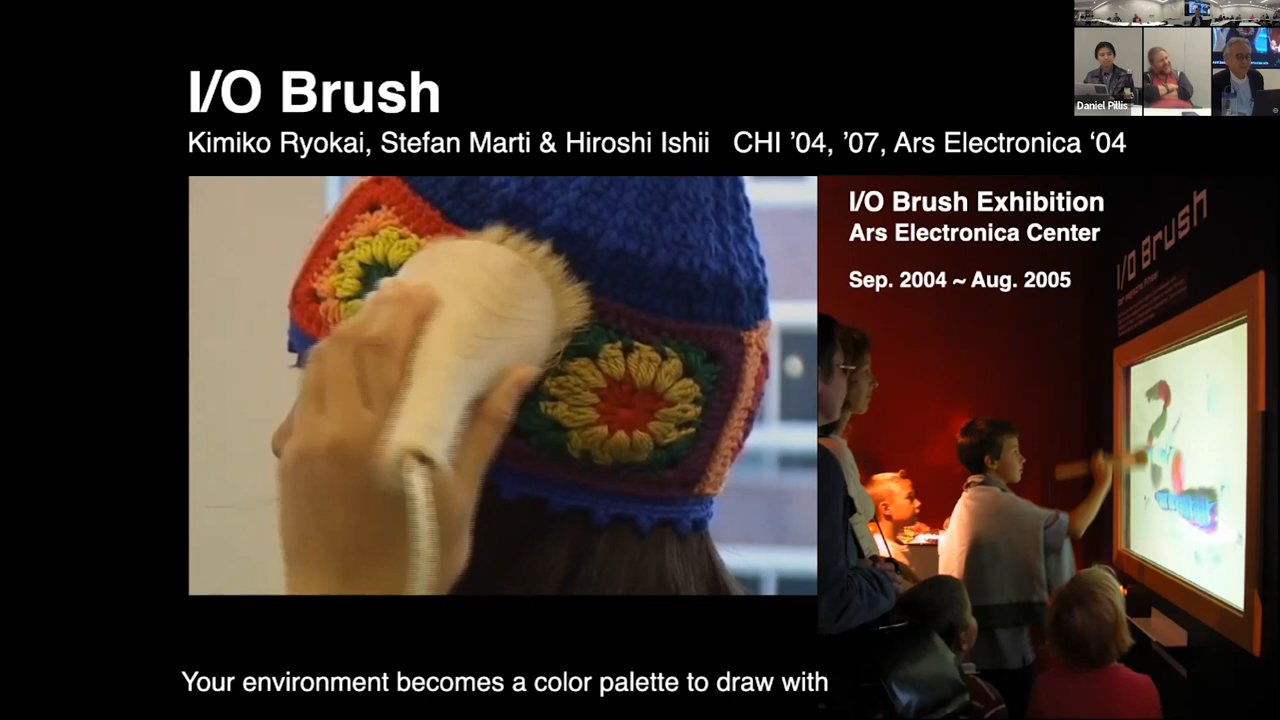 I/O Brush
Kimiko Ryokai, Stefan Marti & Hiroshi Ishii   CHI ’04, ’07, Ars Electronica ‘04
I/O Brush Exhibition
Ars Electronica Center
Sep. 2004 ~ Aug. 2005
I/O Brush
Your environment becomes a color palette to draw with
Daniel Pillis